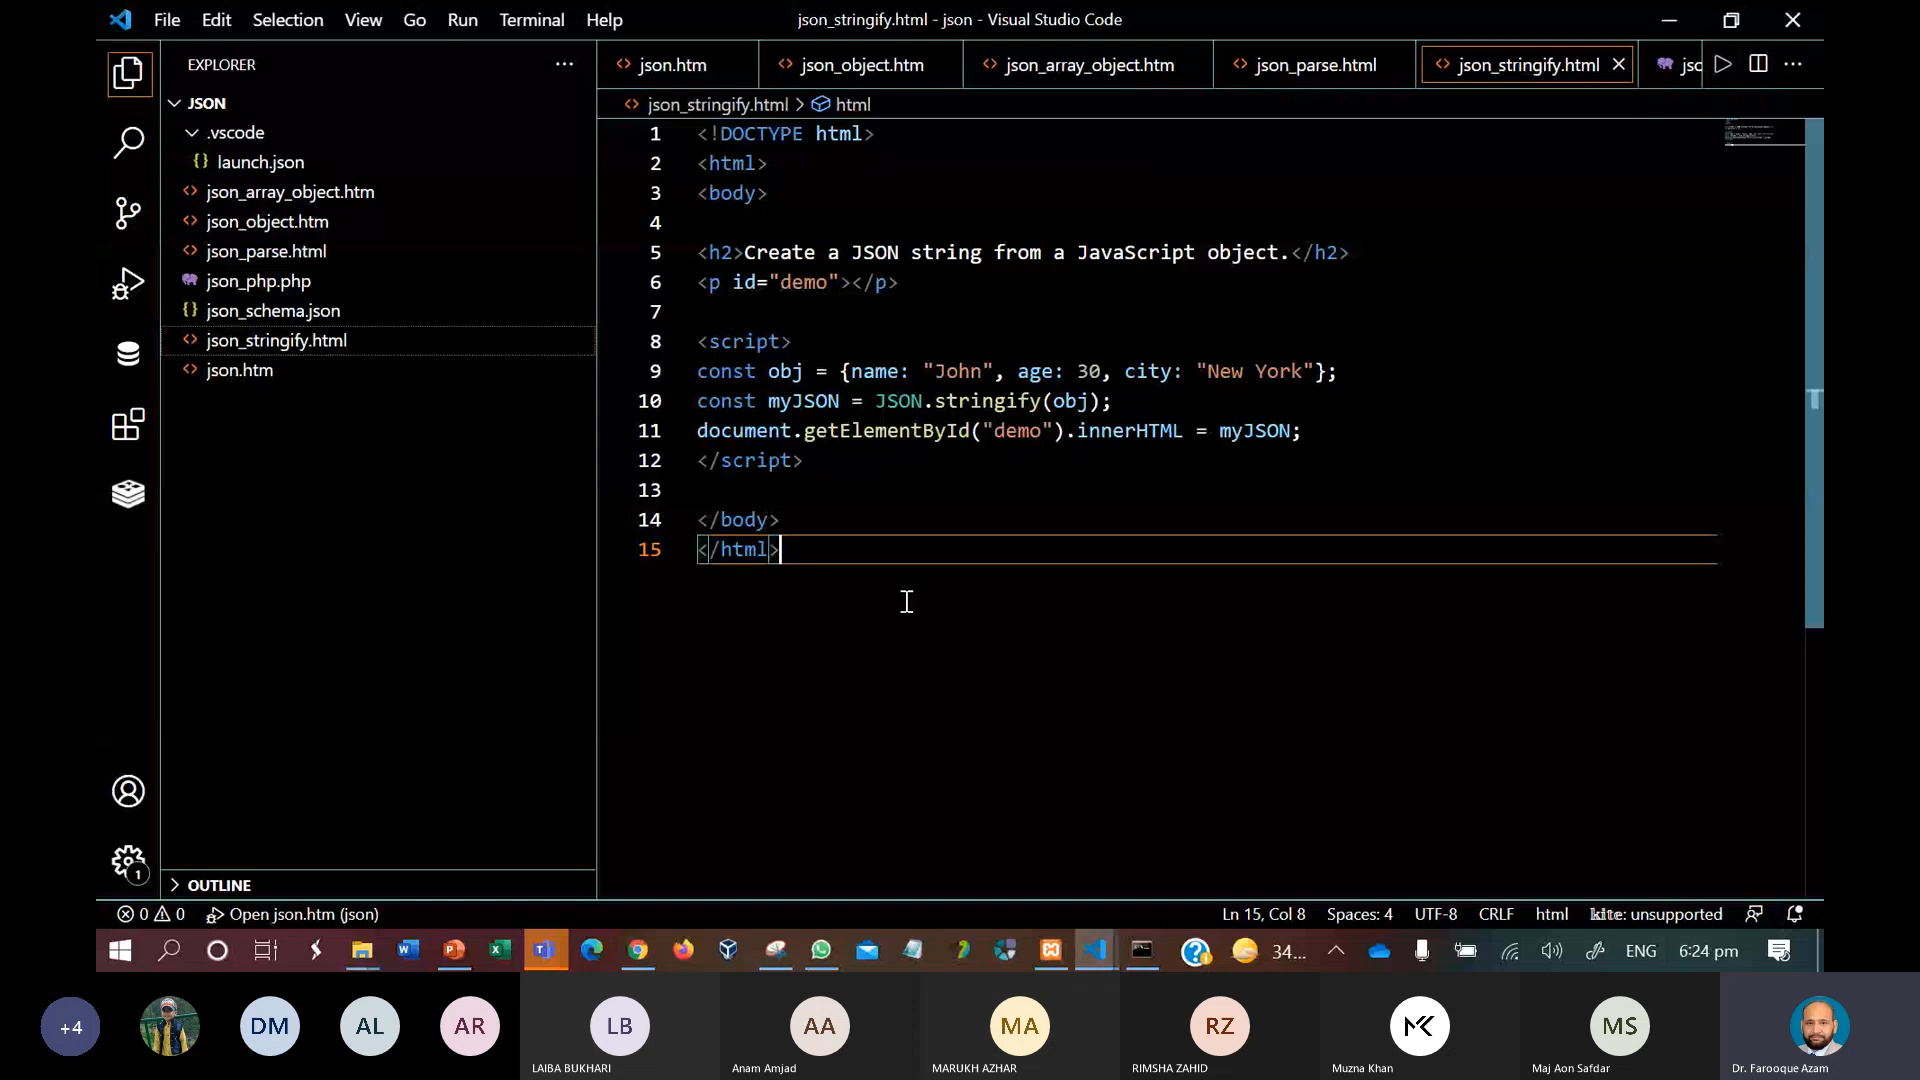 File Edit Selection View Go Run Terminal Help
json_stringify.html - json - Visual Studio Code
EXPLORER
json.htm
json_object.htm
json_array_object.htm
json_parse.html
json_stringify.html
jsc
JSON
.vscode
launch.json
json_array_object.htm
json_object.htm
json_parse.html
json_php.php
json_schema.json
json_stringify.html
json.htm
OUTLINE
json_stringify.html > html
1 <!DOCTYPE html>
2 <html>
3 <body>
4
5 <h2>Create a JSON string from a JavaScript object.</h2>
6 <p id="demo"></p>
7
8 <script>
9 const obj = {name: "John", age: 30, city: "New York"};
10 const myJSON = JSON.stringify(obj);
11 document.getElementById("demo").innerHTML = myJSON;
12 </script>
13
14 </body>
15 </html>
1
0 0 Open json.htm (json)
Ln 15, Col 8 Spaces: 4 UTF-8 CRLF html kite: unsupported
34... ENG 6:24 pm
+4 DM AL AR LB AA MA RZ MK MS
LAIBA BUKHARI Anam Amjad MARUKH AZHAR RIMSHA ZAHID Muzna Khan Maj Aon Safdar Dr. Farooque Azam